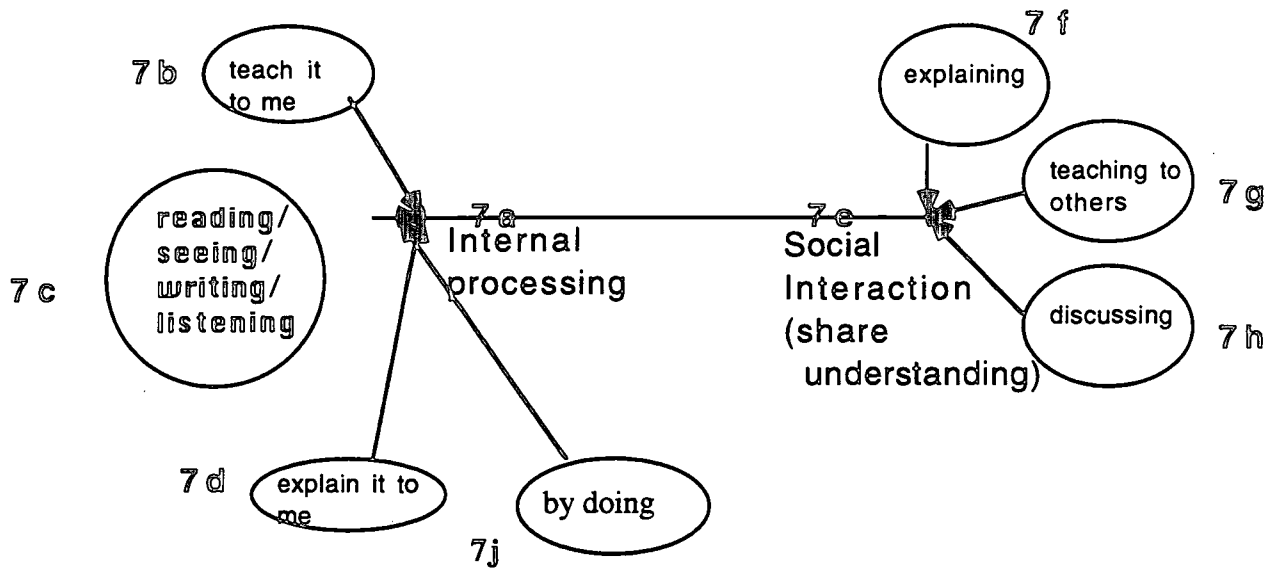 7 f
7 b
teach it
to me
explaining
teaching to
others
7 g
reading/
seeing/
writing/
listening
7 c
7 a
Internal
processing
7 e
Social
Interaction
(share
understanding)
discussing
7 h
7 d
explain it to
me
by doing
7j